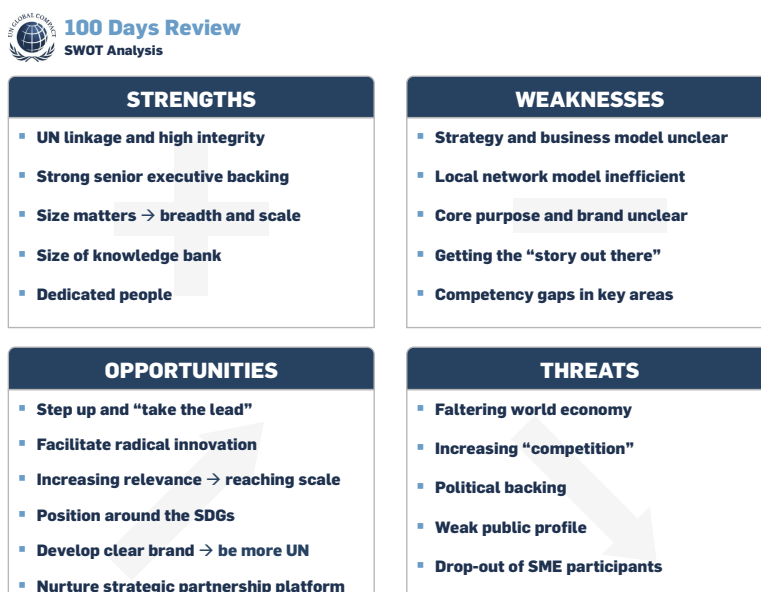 UN GLOBAL COMPACT
100 Days Review
SWOT Analysis
STRENGTHS
▪ UN linkage and high integrity
▪ Strong senior executive backing
▪ Size matters → breadth and scale
▪ Size of knowledge bank
▪ Dedicated people
WEAKNESSES
▪ Strategy and business model unclear
▪ Local network model inefficient
▪ Core purpose and brand unclear
▪ Getting the “story out there”
▪ Competency gaps in key areas
OPPORTUNITIES
▪ Step up and “take the lead”
▪ Facilitate radical innovation
▪ Increasing relevance → reaching scale
▪ Position around the SDGs
▪ Develop clear brand → be more UN
▪ Nurture strategic partnership platform
THREATS
▪ Faltering world economy
▪ Increasing “competition”
▪ Political backing
▪ Weak public profile
▪ Drop-out of SME participants